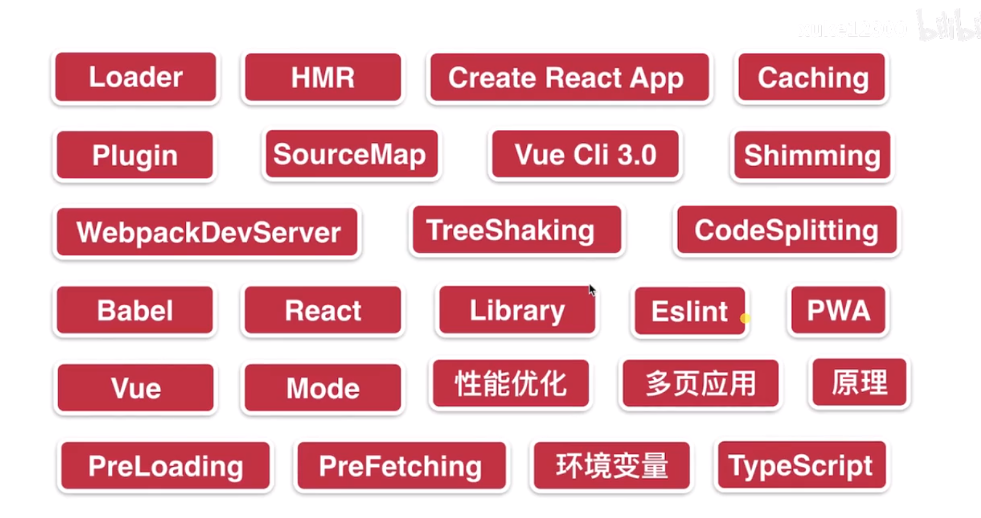 Loader HMR Create React App Caching
Plugin SourceMap Vue Cli 3.0 Shimming
WebpackDevServer TreeShaking CodeSplitting
Babel React Library Eslint PWA
Vue Mode 性能优化 多页应用 原理
PreLoading PreFetching 环境变量 TypeScript